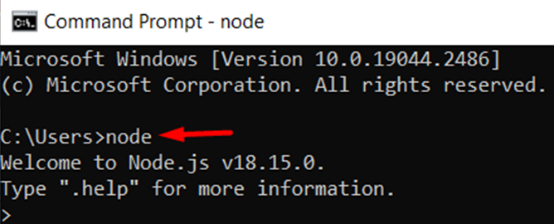 Command Prompt - node
Microsoft Windows [Version 10.0.19044.2486]
(c) Microsoft Corporation. All rights reserved.
C:\Users>node
Welcome to Node.js v18.15.0.
Type ".help" for more information.
>